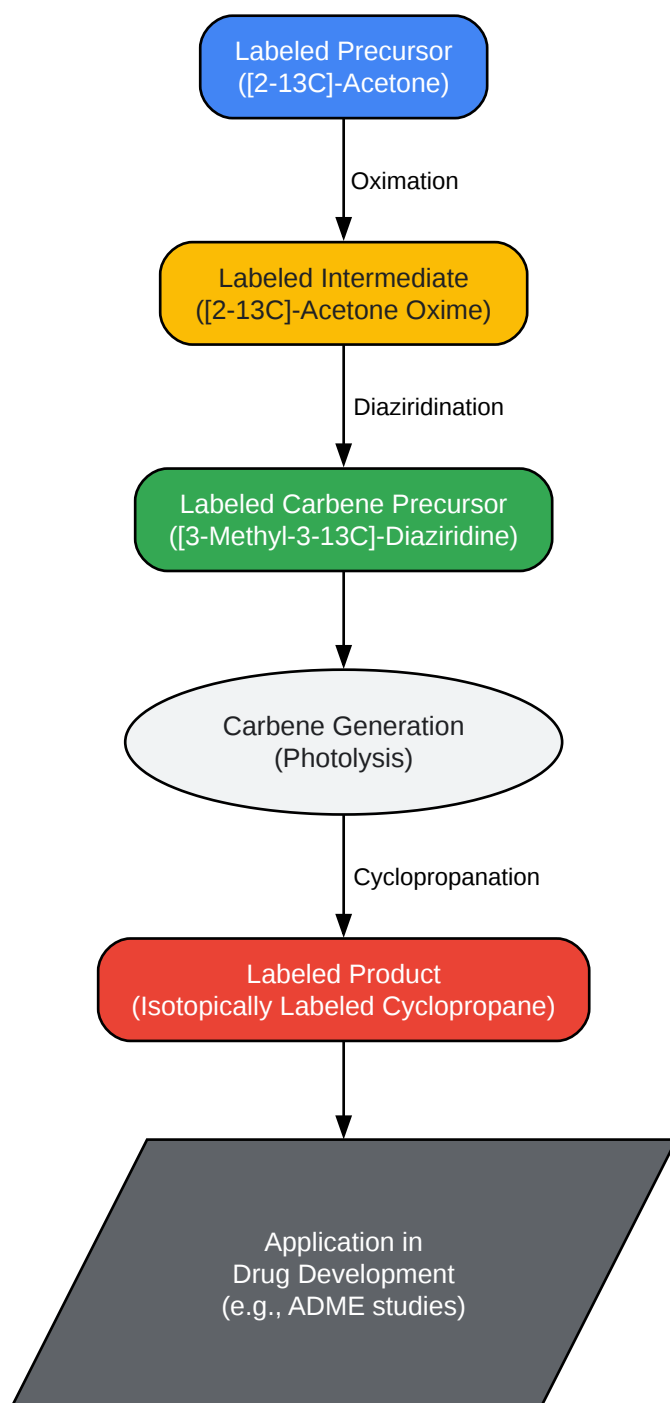 Labeled Precursor
([2-13C]-Acetone)
Oximation
Labeled Intermediate
([2-13C]-Acetone Oxime)
Diaziridination
Labeled Carbene Precursor
([3-Methyl-3-13C]-Diaziridine)
Carbene Generation
(Photolysis)
Cyclopropanation
Labeled Product
(Isotopically Labeled Cyclopropane)
Application in
Drug Development
(e.g., ADME studies)